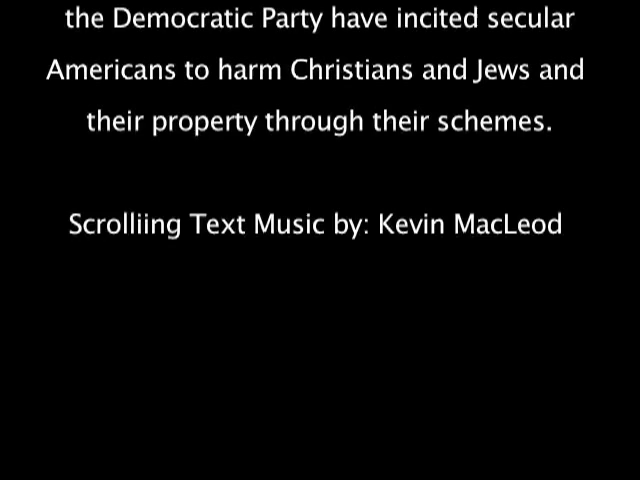 the Democratic Party have incited secular
Americans to harm Christians and Jews and
their property through their schemes.
Scrolliing Text Music by: Kevin MacLeod